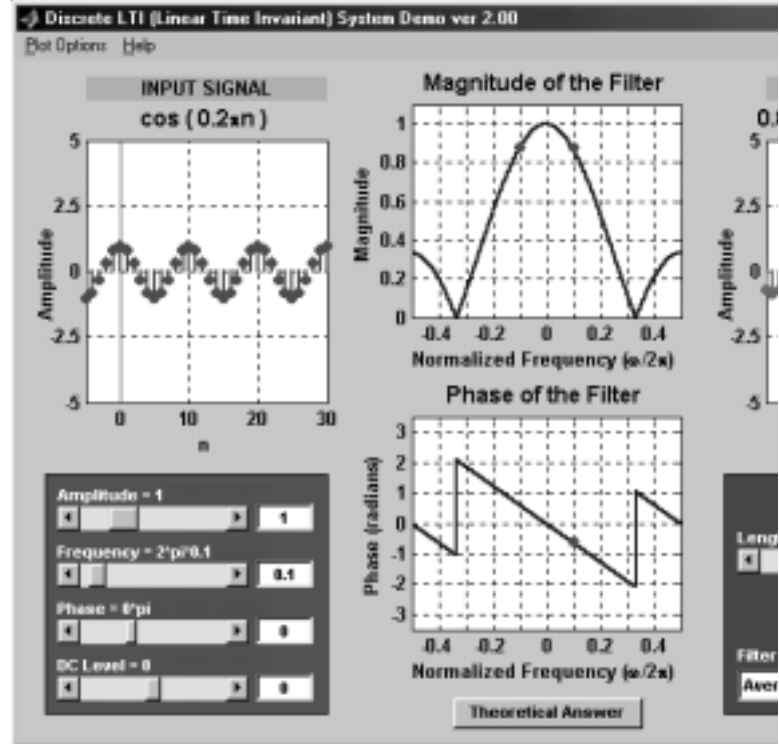 Discrete LTI (Linear Time Invariant) System Demo ver 2.00
Plot Options Help
INPUT SIGNAL
cos ( 0.2πn )
5
2.5
0
-2.5
-5
Amplitude
0 10 20 30
n
Magnitude of the Filter
1
0.8
0.6
0.4
0.2
0
Magnitude
-0.4 -0.2 0 0.2 0.4
Normalized Frequency (ω/2π)
Phase of the Filter
3
2
1
0
-1
-2
-3
Phase (radians)
-0.4 -0.2 0 0.2 0.4
Normalized Frequency (ω/2π)
Theoretical Answer
Amplitude = 1
1
Frequency = 2*pi*0.1
0.1
Phase = 0*pi
0
DC Level = 0
0
5
2.5
0
-2.5
-5
Amplitude
Filter